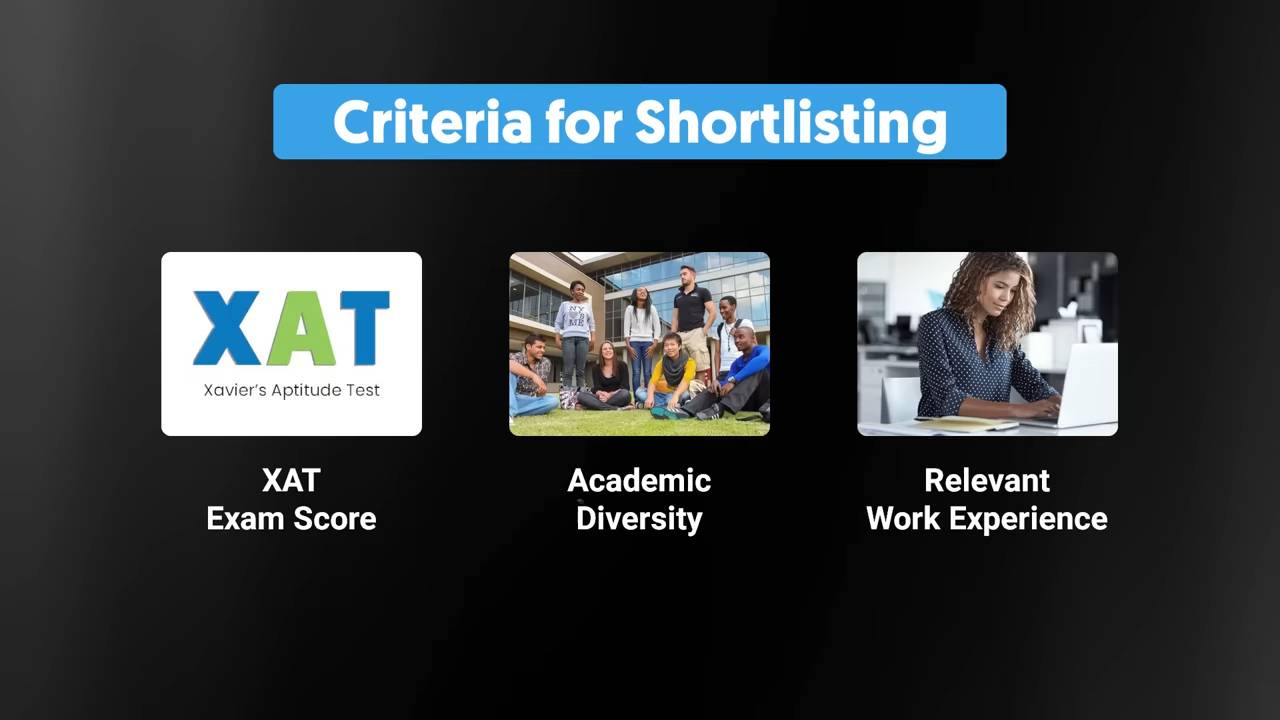 Criteria for Shortlisting
XAT
Xavier's Aptitude Test
XAT
Exam Score
Academic
Diversity
Relevant
Work Experience